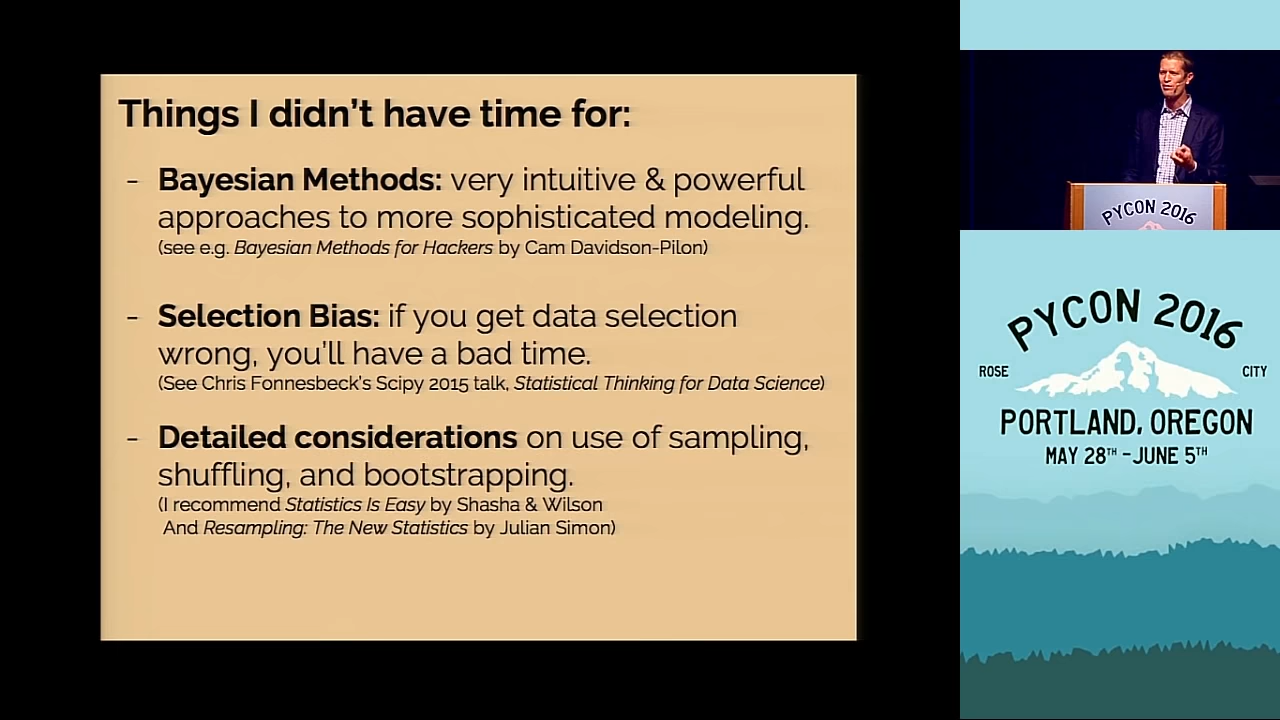 Things I didn't have time for:
- Bayesian Methods: very intuitive & powerful
approaches to more sophisticated modeling.
(see e.g. Bayesian Methods for Hackers by Cam Davidson-Pilon)
- Selection Bias: if you get data selection
wrong, you'll have a bad time.
(See Chris Fonnesbeck's Scipy 2015 talk, Statistical Thinking for Data Science)
- Detailed considerations on use of sampling,
shuffling, and bootstrapping.
(I recommend Statistics Is Easy by Shasha & Wilson
And Resampling: The New Statistics by Julian Simon)
PYCON 2016
PYCON 2016
ROSE CITY
PORTLAND, OREGON
MAY 28TH - JUNE 5TH